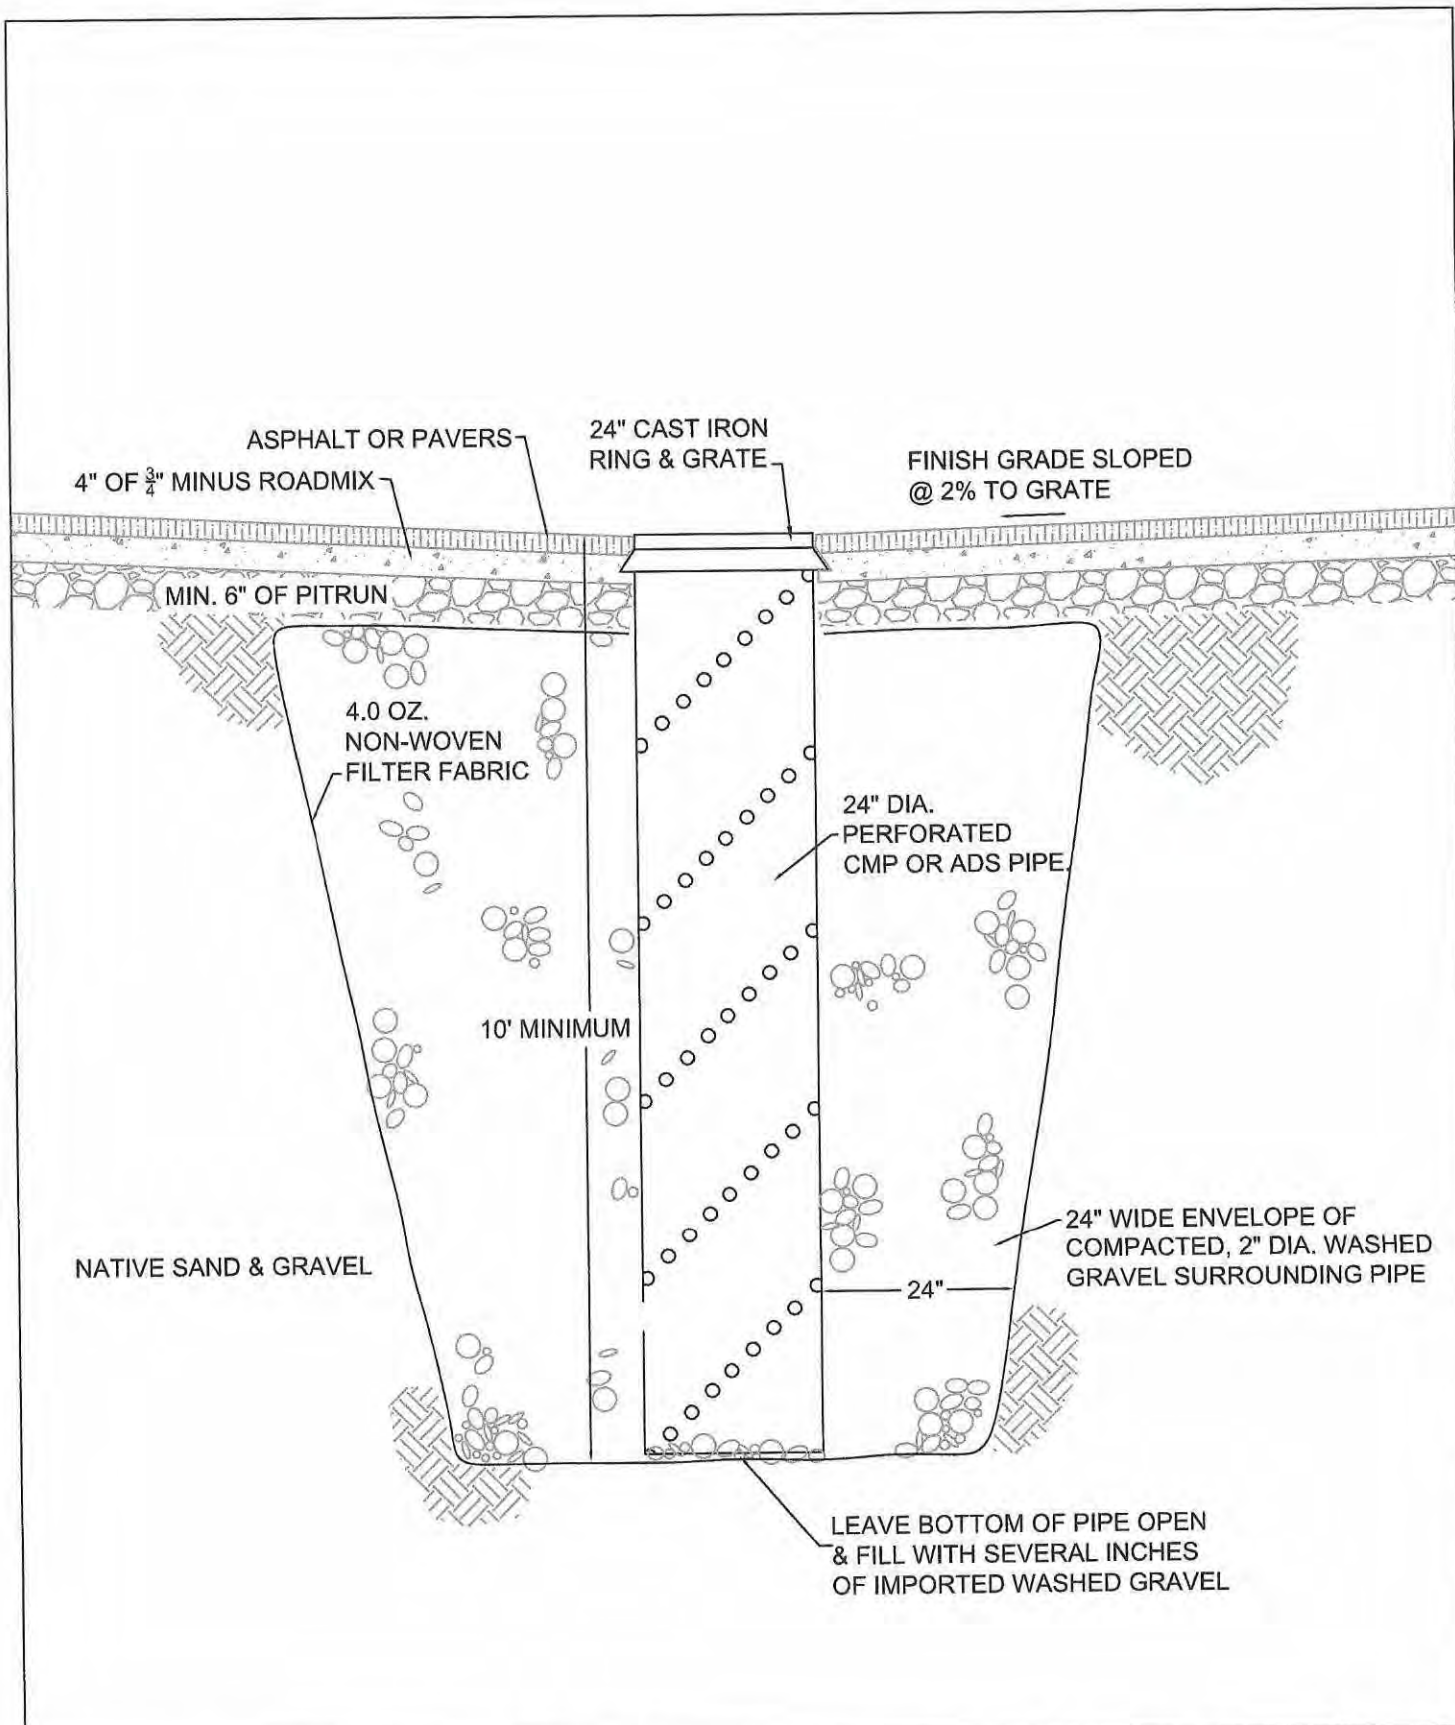 ASPHALT OR PAVERS
4" OF 3/4" MINUS ROADMIX
24" CAST IRON
RING & GRATE
FINISH GRADE SLOPED
@ 2% TO GRATE
MIN. 6" OF PITRUN
4.0 OZ.
NON-WOVEN
FILTER FABRIC
24" DIA.
PERFORATED
CMP OR ADS PIPE.
10' MINIMUM
NATIVE SAND & GRAVEL
24" WIDE ENVELOPE OF
COMPACTED, 2" DIA. WASHED
GRAVEL SURROUNDING PIPE
24"
LEAVE BOTTOM OF PIPE OPEN
& FILL WITH SEVERAL INCHES
OF IMPORTED WASHED GRAVEL